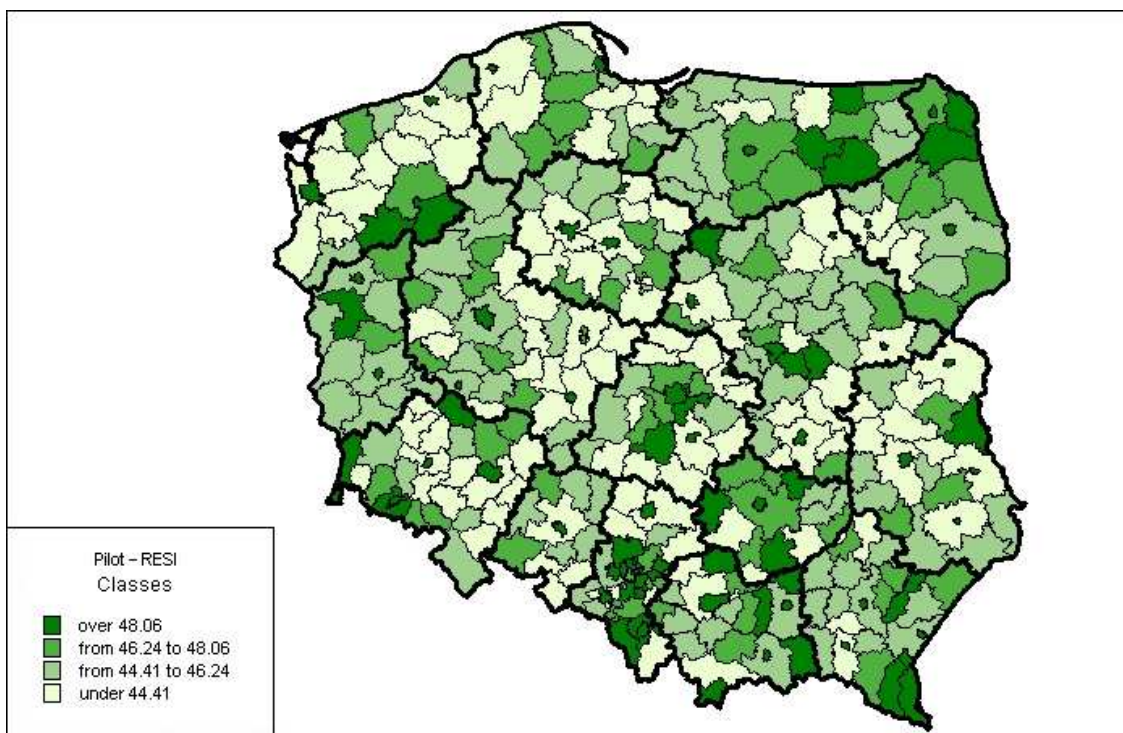 Pilot – RESI
Classes
over 48.06
from 46.24 to 48.06
from 44.41 to 46.24
under 44.41